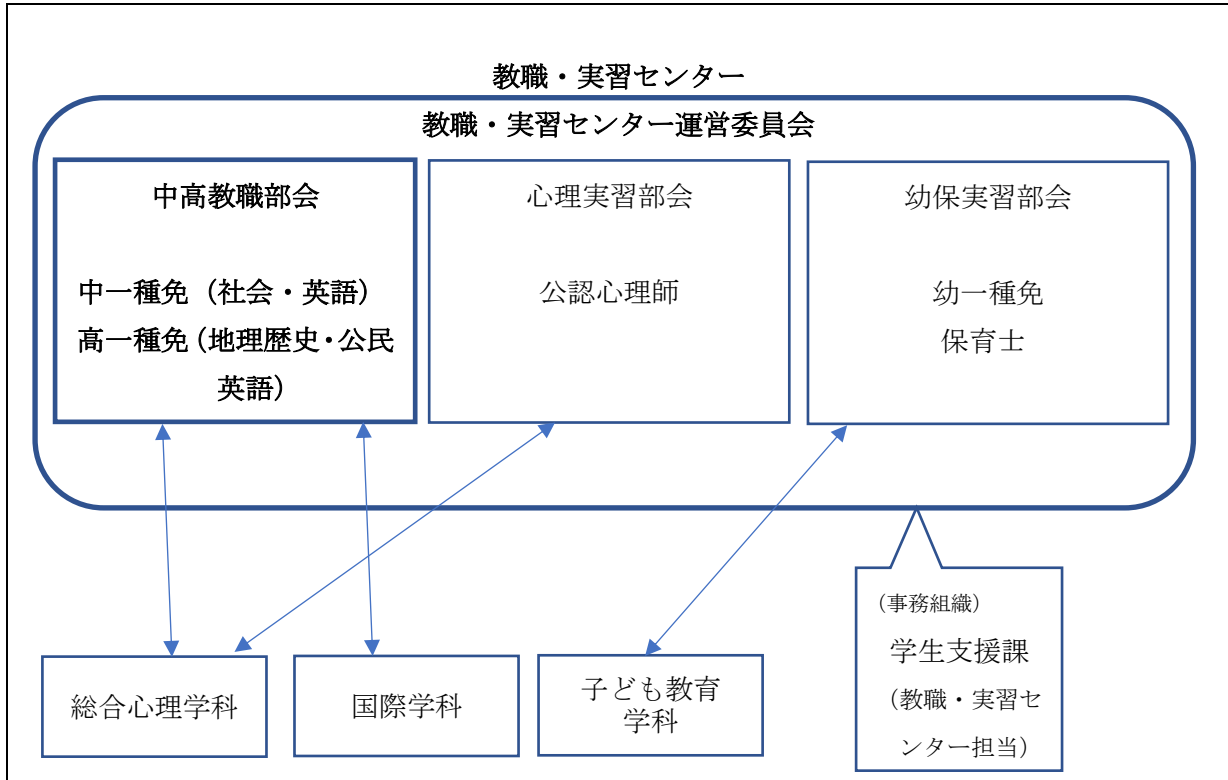 教職・実習センター
教職・実習センター運営委員会
中高教職部会
中一種免（社会・英語）
高一種免（地理歴史・公民
英語）
心理実習部会
公認心理師
幼保実習部会
幼一種免
保育士
総合心理学科
国際学科
子ども教育
学科
（事務組織）
学生支援課
（教職・実習セ
ンター担当）